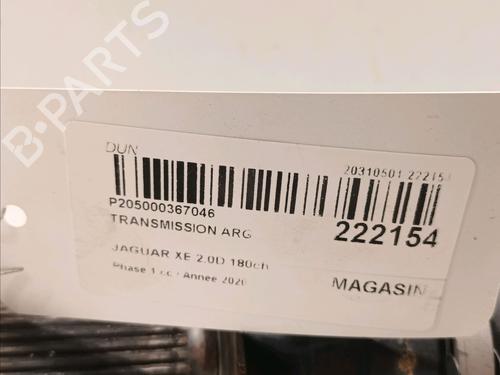 B-PARTS
DUN
20310501 222154
P205000367046
TRANSMISSION ARG
222154
JAGUAR XE 2.0D 180ch
Phase 1 cc - Annee 2020
MAGASIN